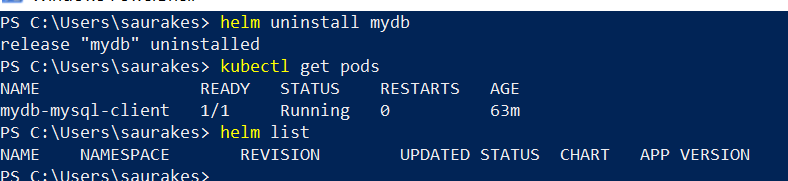 PS C:\Users\saurakes> helm uninstall mydb
release "mydb" uninstalled
PS C:\Users\saurakes> kubectl get pods
NAME READY STATUS RESTARTS AGE
mydb-mysql-client 1/1 Running 0 63m
PS C:\Users\saurakes> helm list
NAME NAMESPACE REVISION UPDATED STATUS CHART APP VERSION
PS C:\Users\saurakes>